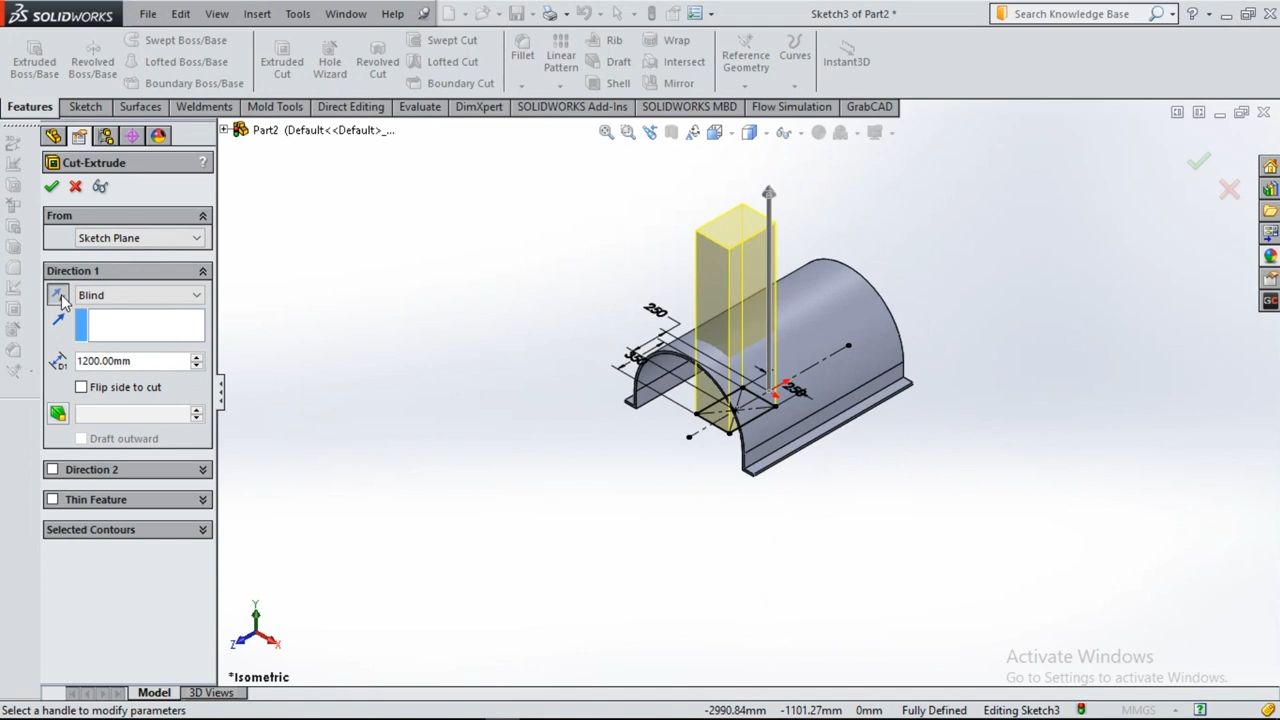 SOLIDWORKS File Edit View Insert Tools Window Help Sketch3 of Part2 * Search Knowledge Base ?
Extruded Boss/Base
Revolved Boss/Base
Swept Boss/Base
Lofted Boss/Base
Boundary Boss/Base
Extruded Cut
Hole Wizard
Revolved Cut
Swept Cut
Lofted Cut
Boundary Cut
Fillet
Linear Pattern
Rib
Draft
Shell
Wrap
Intersect
Mirror
Reference Geometry
Curves
Instant3D
Features Sketch Surfaces Weldments Mold Tools Direct Editing Evaluate DimXpert SOLIDWORKS Add-Ins SOLIDWORKS MBD Flow Simulation GrabCAD
Part2 (Default<<Default>_...
Cut-Extrude ?
From
Sketch Plane
Direction 1
Blind
D1 1200.00mm
Flip side to cut
Draft outward
Direction 2
Thin Feature
Selected Contours
250
350
250
Y
Z X
*Isometric
Activate Windows
Go to Settings to activate Windows.
Model 3D Views
Select a handle to modify parameters -2990.84mm -1101.27mm 0mm Fully Defined Editing Sketch3 MMGS ?